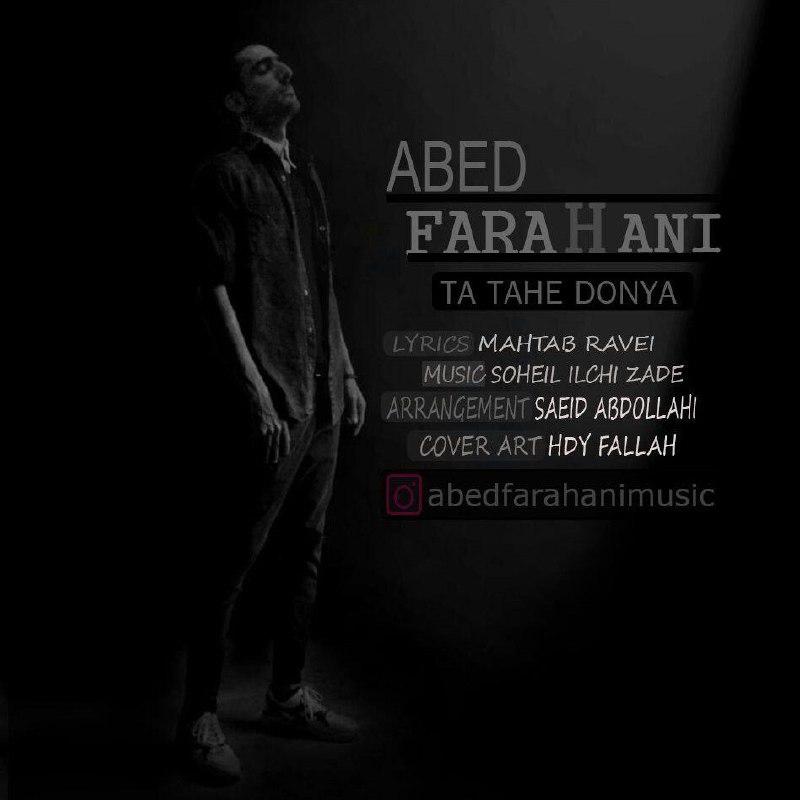 ABED
FARAHANI
TA TAHE DONYA
LYRICS MAHTAB RAVEI
MUSIC SOHEIL ILCHI ZADE
ARRANGEMENT SAEID ABDOLLAHI
COVER ART HDY FALLAH
abedfarahanimusic